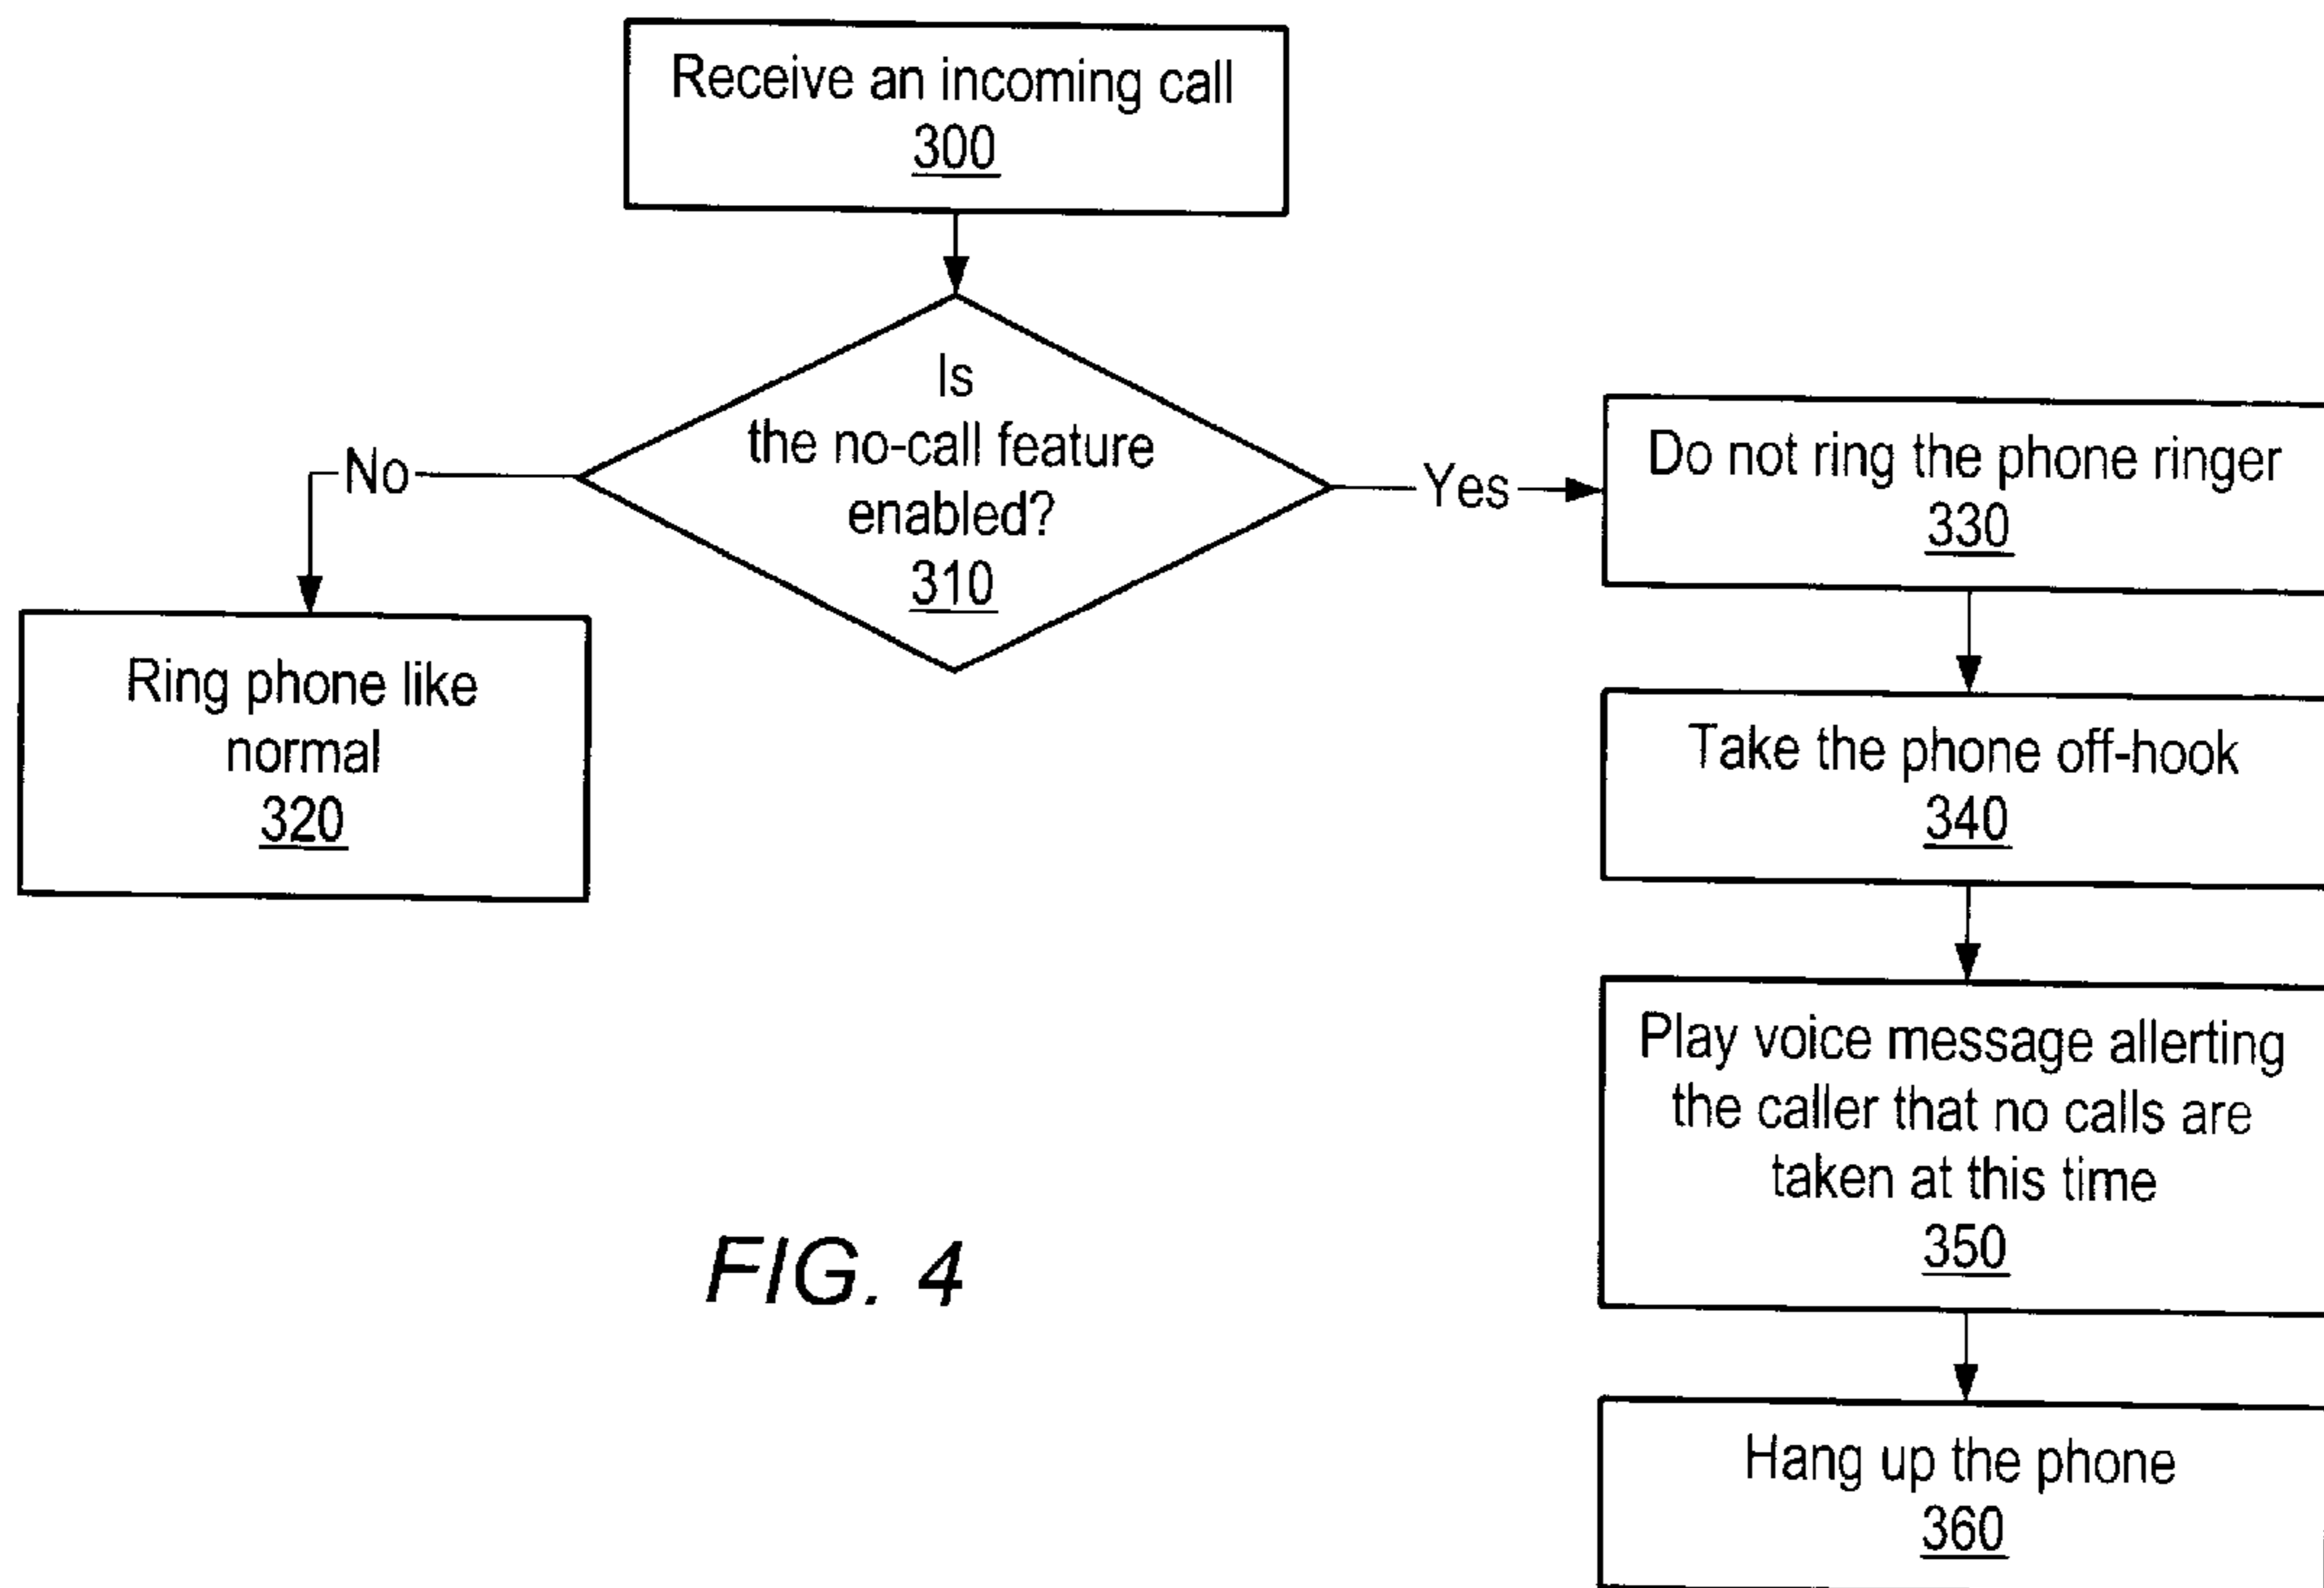 Receive an incoming call
300
Is
the no-call feature
enabled?
310
No
Yes
Ring phone like
normal
320
Do not ring the phone ringer
330
Take the phone off-hook
340
Play voice message allerting
the caller that no calls are
taken at this time
350
Hang up the phone
360
FIG. 4